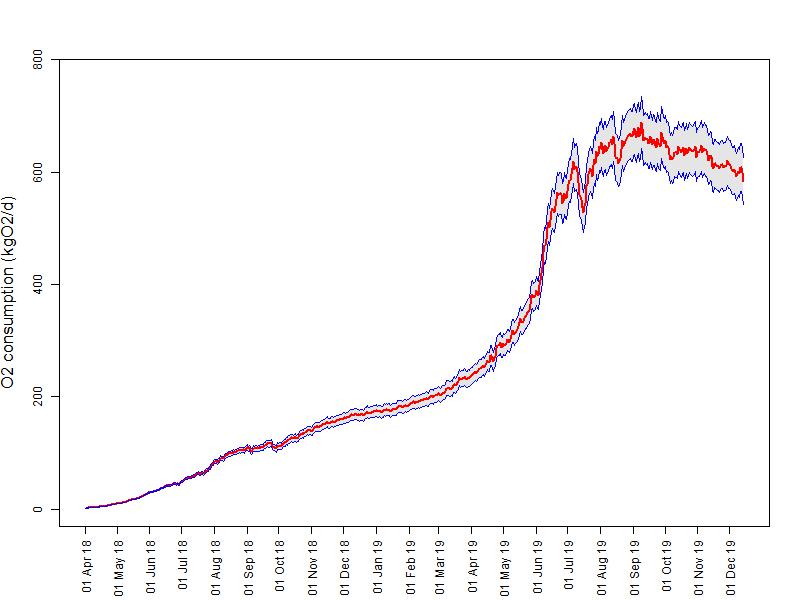 O2 consumption (kgO2/d)
800
600
400
200
0
01 Apr 18
01 May 18
01 Jun 18
01 Jul 18
01 Aug 18
01 Sep 18
01 Oct 18
01 Nov 18
01 Dec 18
01 Jan 19
01 Feb 19
01 Mar 19
01 Apr 19
01 May 19
01 Jun 19
01 Jul 19
01 Aug 19
01 Sep 19
01 Oct 19
01 Nov 19
01 Dec 19